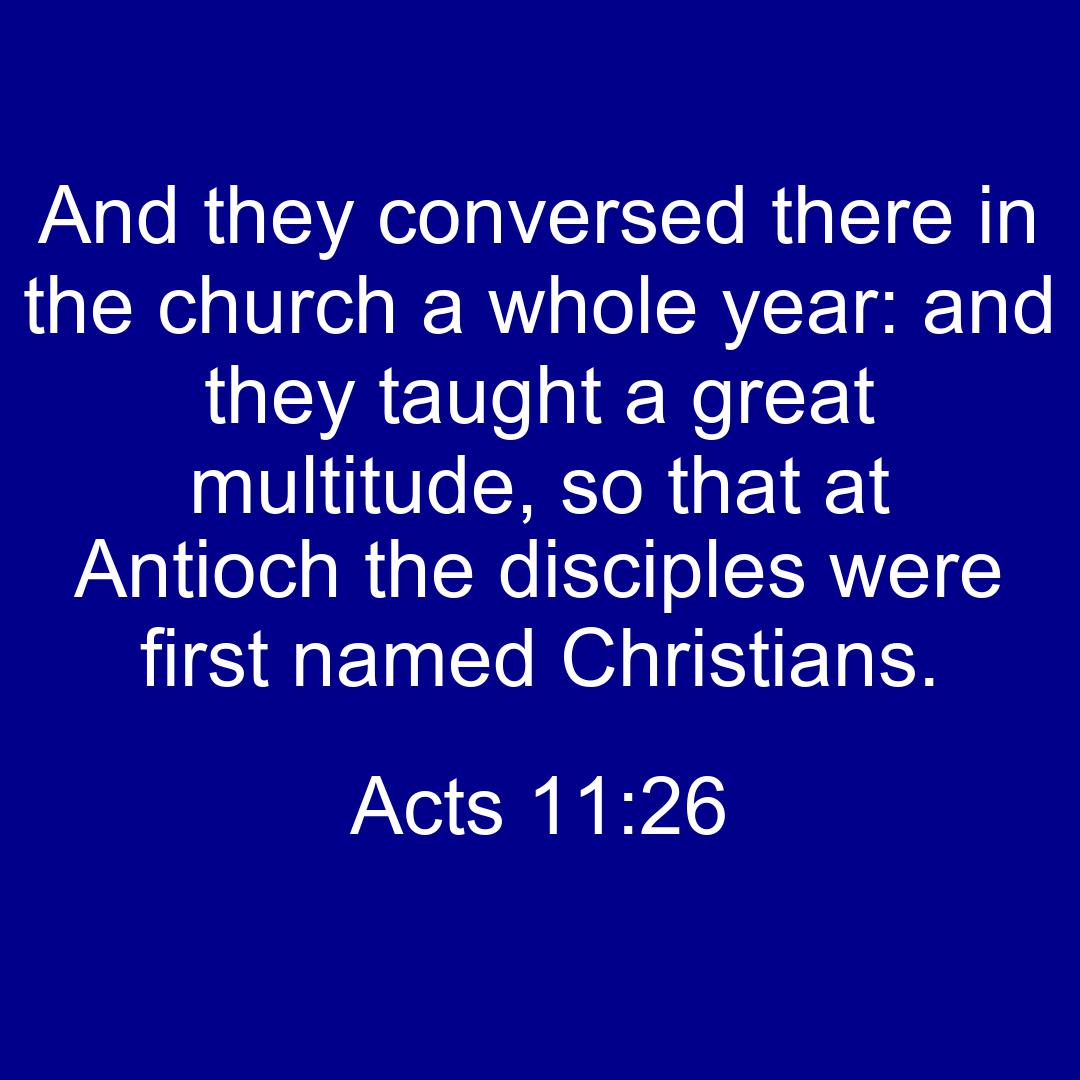 And they conversed there in
the church a whole year: and
they taught a great
multitude, so that at
Antioch the disciples were
first named Christians.
Acts 11:26